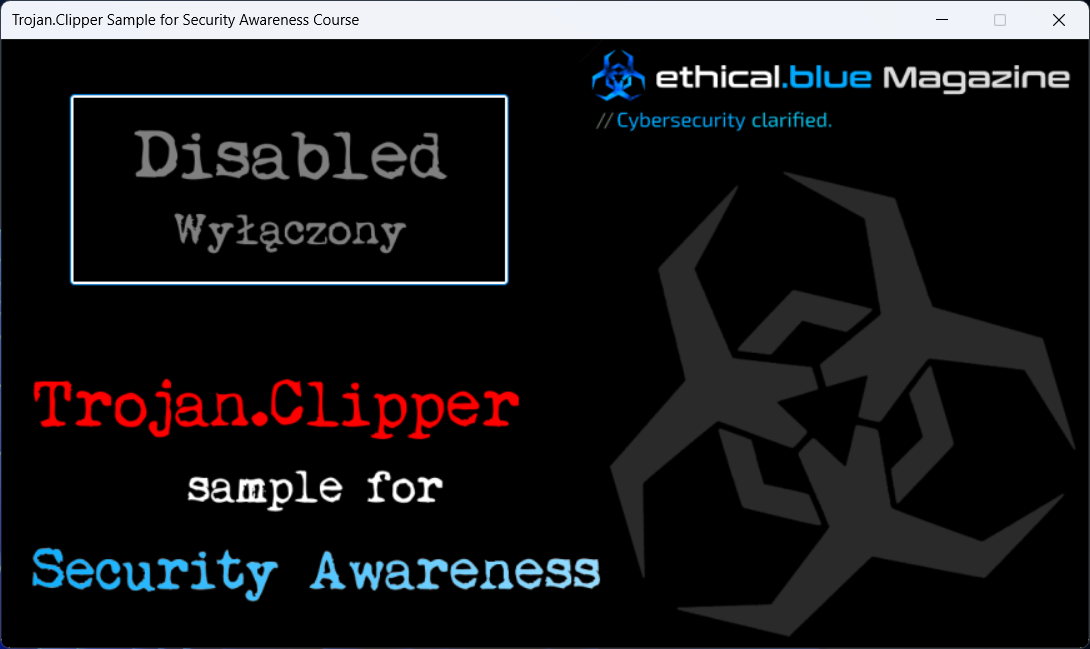 Trojan.Clipper Sample for Security Awareness Course
ethical.blue Magazine
// Cybersecurity clarified.
Disabled
Wyłączony
Trojan.Clipper
sample for
Security Awareness